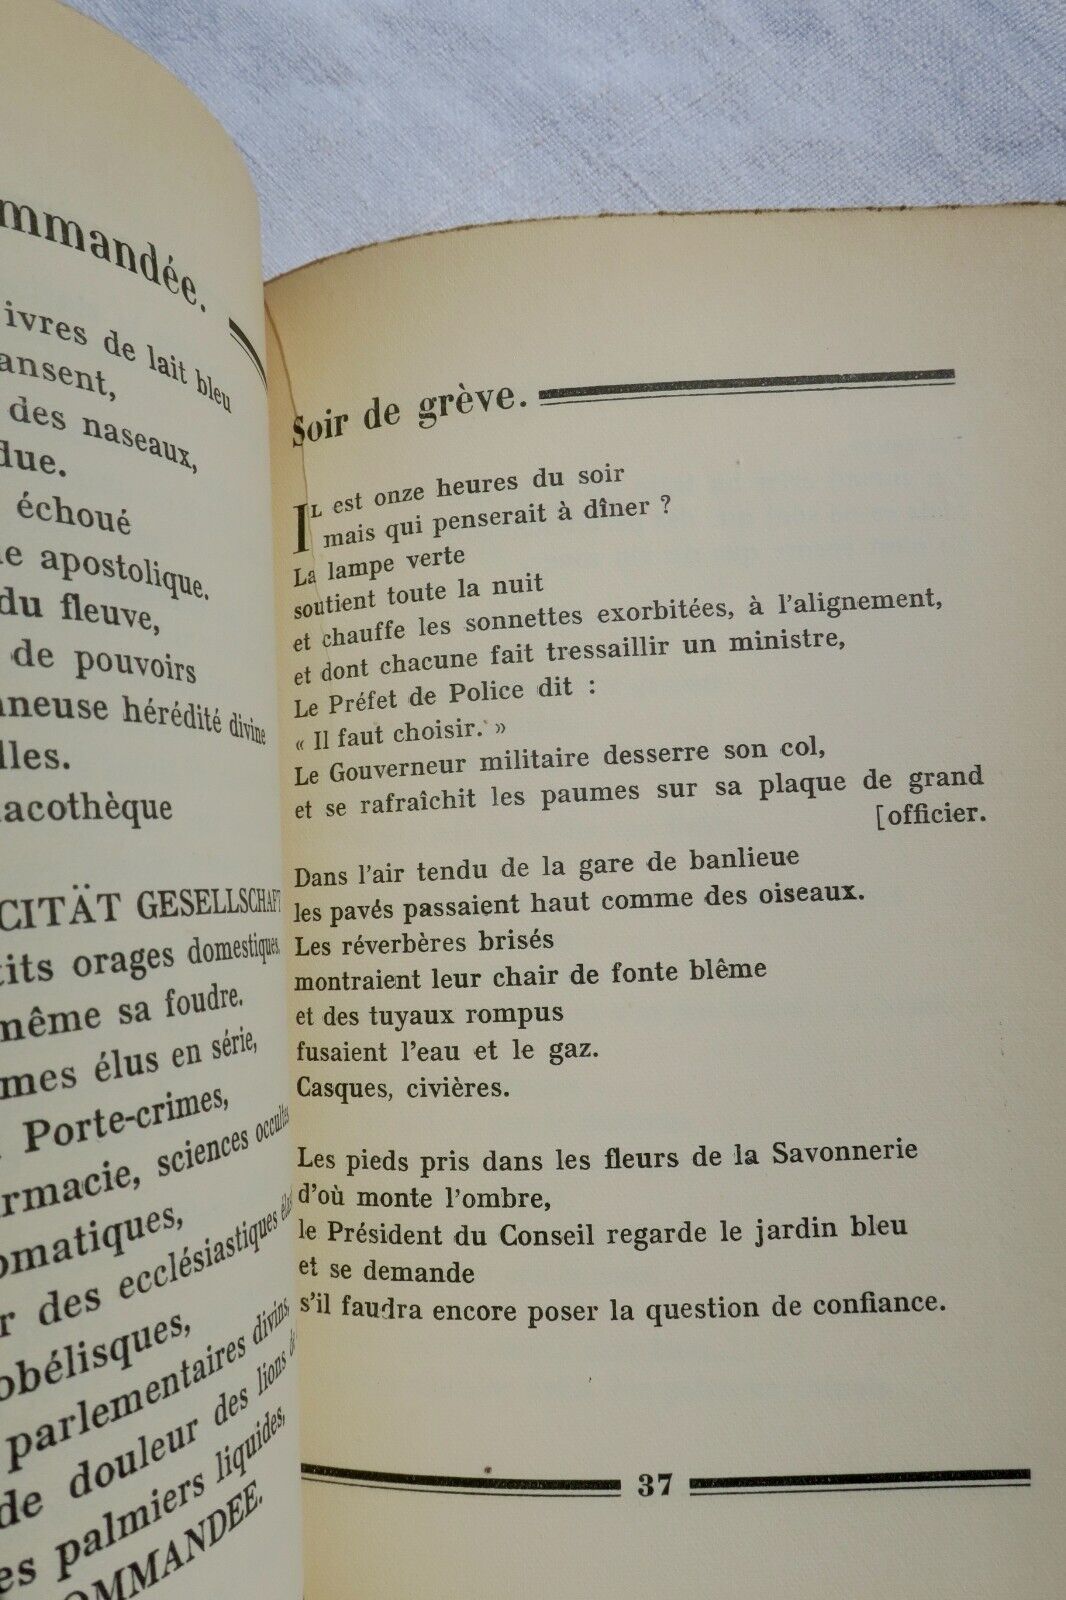 mmandée.
ivres de lait bleu
ansent,
des naseaux,
due.
échoué
apostolique.
du fleuve,
de pouvoirs
hérédité divine
lles.
acothèque
CITÄT GESELLSCHAFT
tits orages domestiques.
même sa foudre.
mes élus en série,
Porte-crimes,
rmacie, sciences occultes
omatiques,
r des ecclésiastiques élus
obélisques,
parlementaires divins,
de douleur des lions de
es palmiers liquides,
OMMANDEE.
Soir de grève.
IL est onze heures du soir
mais qui penserait à dîner ?
La lampe verte
soutient toute la nuit
et chauffe les sonnettes exorbitées, à l'alignement,
et dont chacune fait tressaillir un ministre,
Le Préfet de Police dit :
« Il faut choisir. »
Le Gouverneur militaire desserre son col,
et se rafraîchit les paumes sur sa plaque de grand
[officier.
Dans l'air tendu de la gare de banlieue
les pavés passaient haut comme des oiseaux.
Les réverbères brisés
montraient leur chair de fonte blême
et des tuyaux rompus
fusaient l'eau et le gaz.
Casques, civières.
Les pieds pris dans les fleurs de la Savonnerie
d'où monte l'ombre,
le Président du Conseil regarde le jardin bleu
et se demande
s'il faudra encore poser la question de confiance.
37